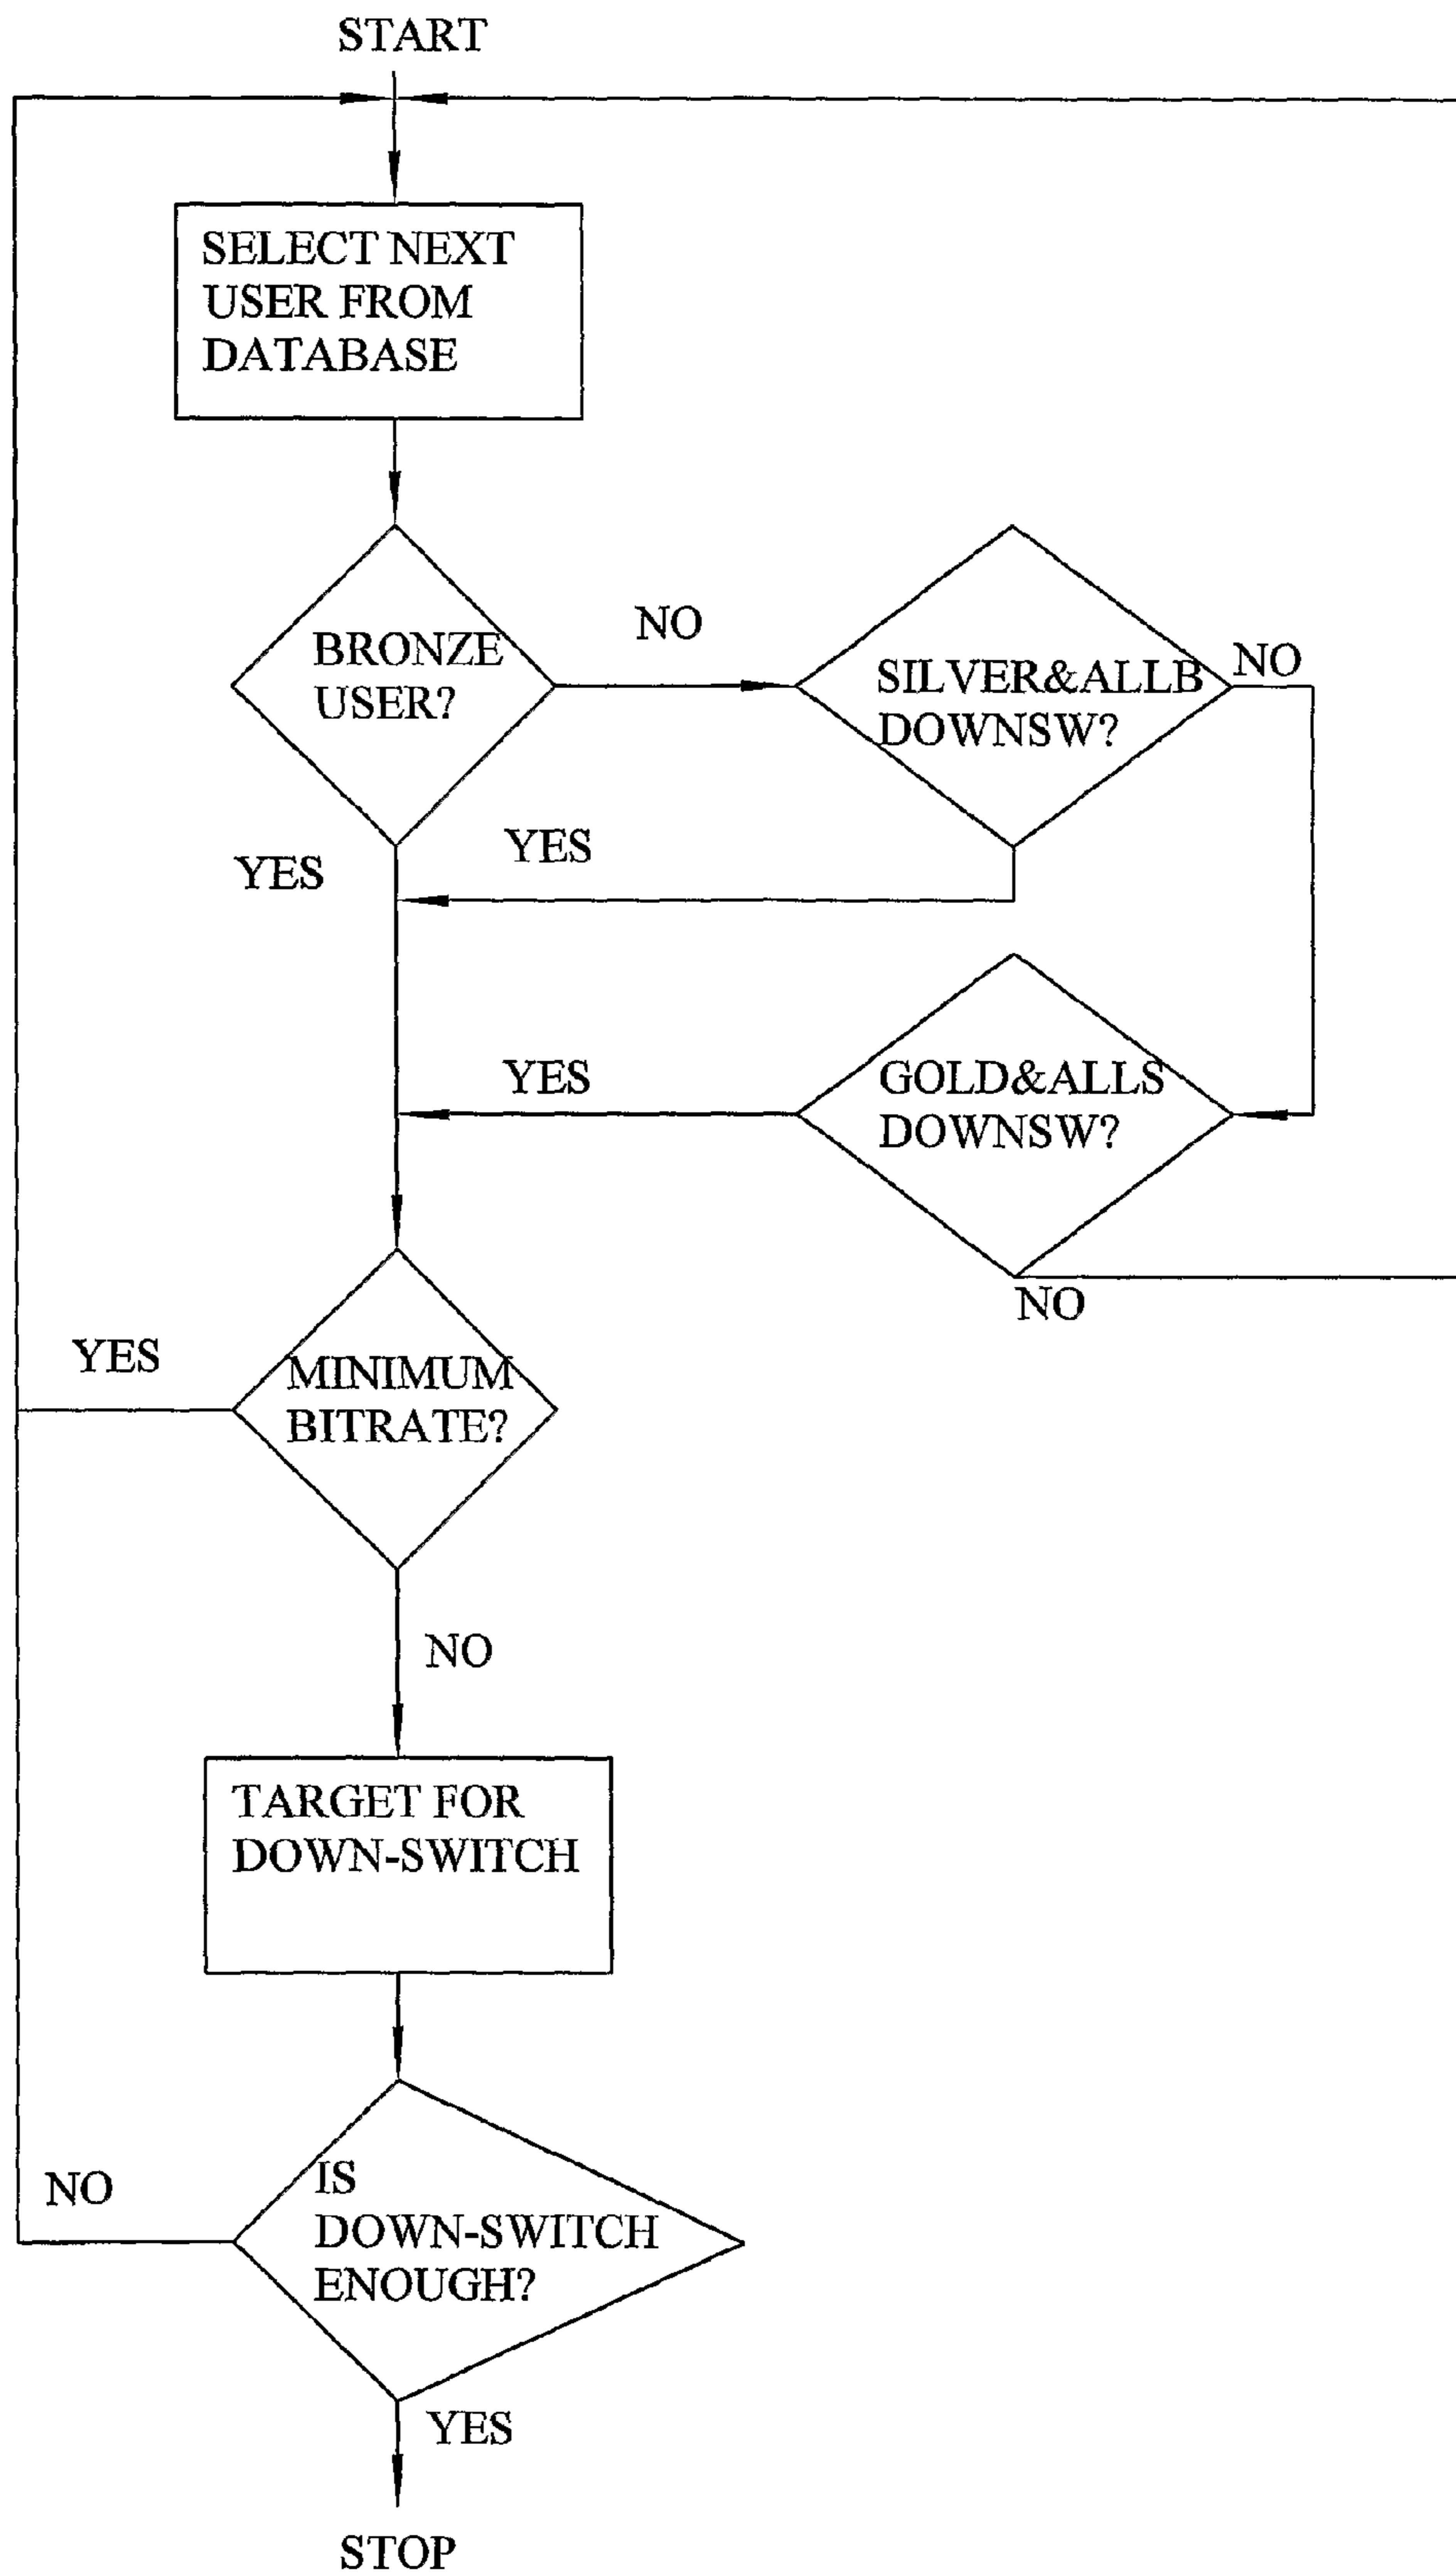 START
SELECT NEXT
USER FROM
DATABASE
BRONZE
USER?
NO
SILVER&ALLB
DOWNSW?
NO
YES
YES
GOLD&ALLS
DOWNSW?
YES
NO
MINIMUM
BITRATE?
YES
NO
TARGET FOR
DOWN-SWITCH
IS
DOWN-SWITCH
ENOUGH?
NO
YES
STOP